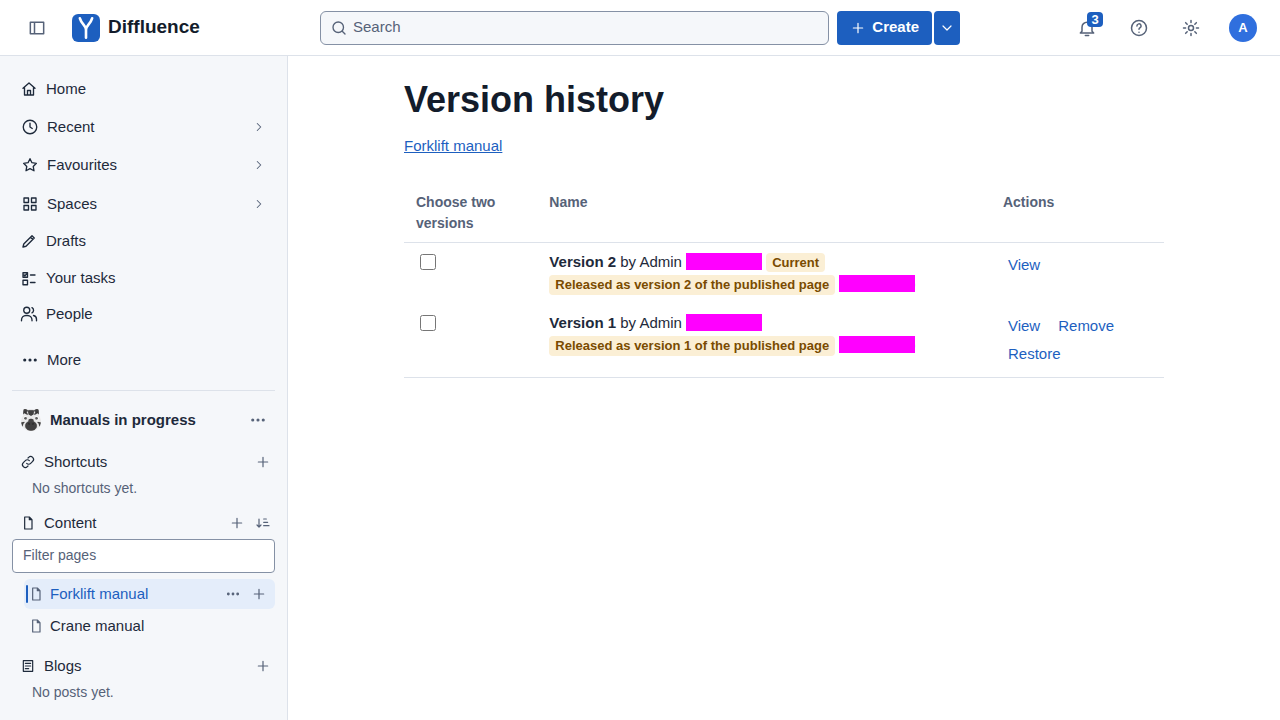 Diffluence
Search
Create
3
A
Home
Recent
Favourites
Spaces
Drafts
Your tasks
People
More
Manuals in progress
Shortcuts
No shortcuts yet.
Content
Filter pages
Forklift manual
Crane manual
Blogs
No posts yet.
Version history
Forklift manual
Choose two versions
Name
Actions
Version 2 by Admin Current
Released as version 2 of the published page
View
Version 1 by Admin
Released as version 1 of the published page
View Remove
Restore